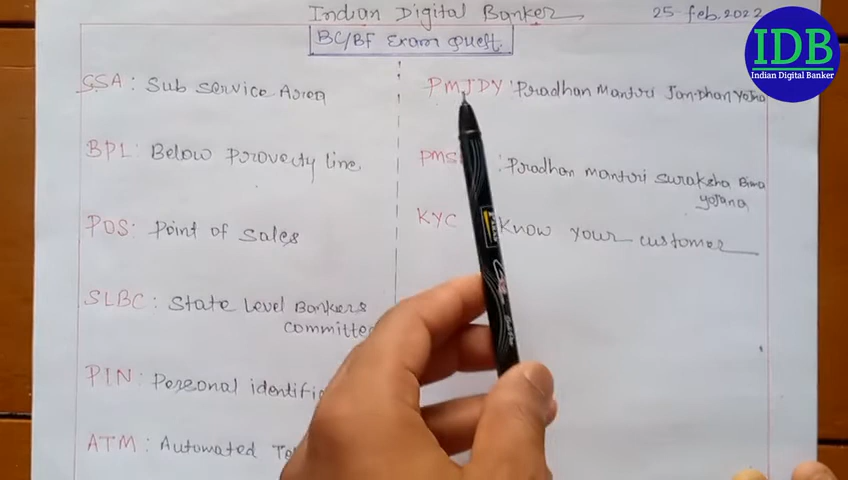 Indian Digital Banker
25-feb.2022
IDB
Indian Digital Banker
BC/BF Exam Quest.
SSA: Sub Service Area
BPL: Below Proverty line
POS: Point of Sales
SLBC: State Level Bankers
Committee
PIN: Personal
ATM: Automated
PMJDY: Pradhan Mantri Jan-Dhan Yojna
PMS : Pradhan mantri suraksha Bima
yojana
KYC Know your customer